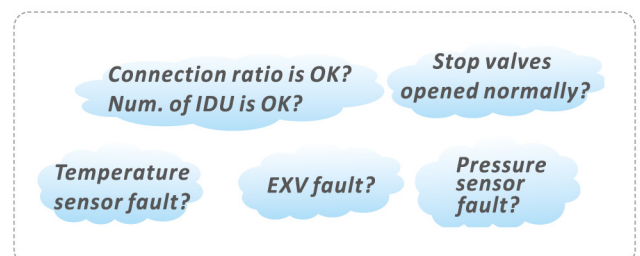 Connection ratio is OK?
Num. of IDU is OK?
Stop valves
opened normally?
Temperature
sensor fault?
EXV fault?
Pressure
sensor
fault?